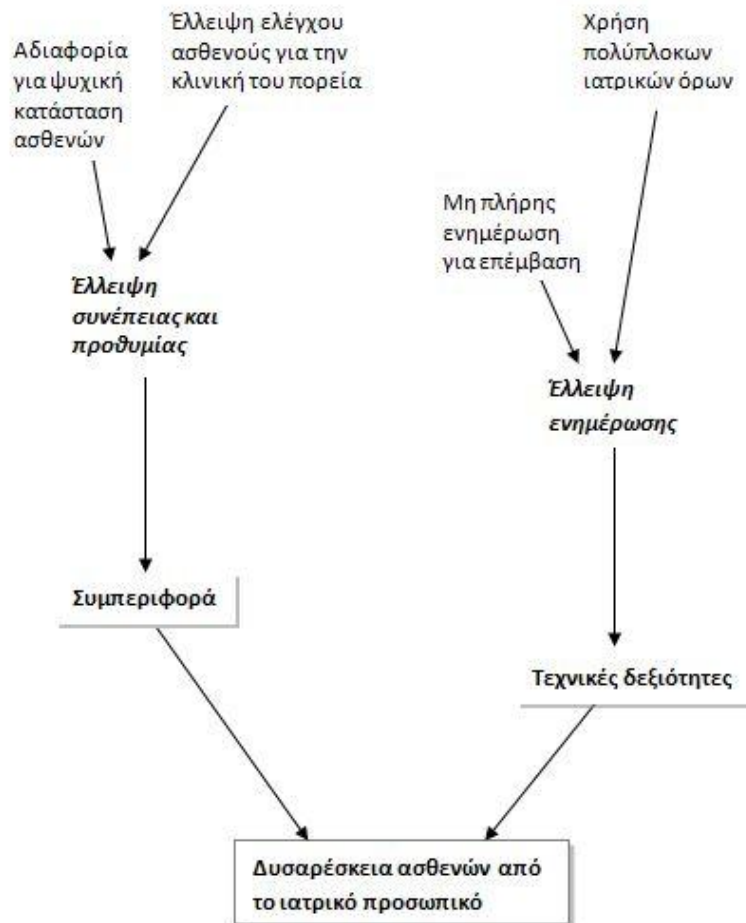 Αδιαφορία
για ψυχική
κατάσταση
ασθενών
Έλλειψη ελέγχου
ασθενούς για την
κλινική του πορεία
Χρήση
πολύπλοκων
ιατρικών όρων
Μη πλήρης
ενημέρωση
για επέμβαση
Έλλειψη
συνέπειας και
προθυμίας
Έλλειψη
ενημέρωσης
Συμπεριφορά
Τεχνικές δεξιότητες
Δυσαρέσκεια ασθενών από
το ιατρικό προσωπικό